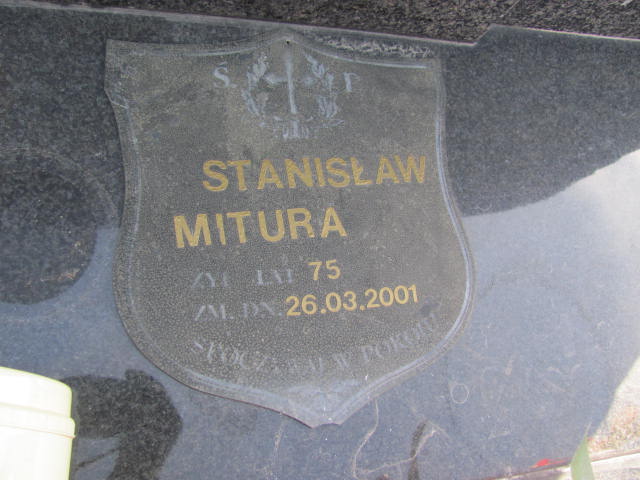 Ś. P
STANISŁAW
MITURA
ŻYŁ LAT 75
ZM. DN. 26.03.2001
SPOCZYWAJ W POKOJU